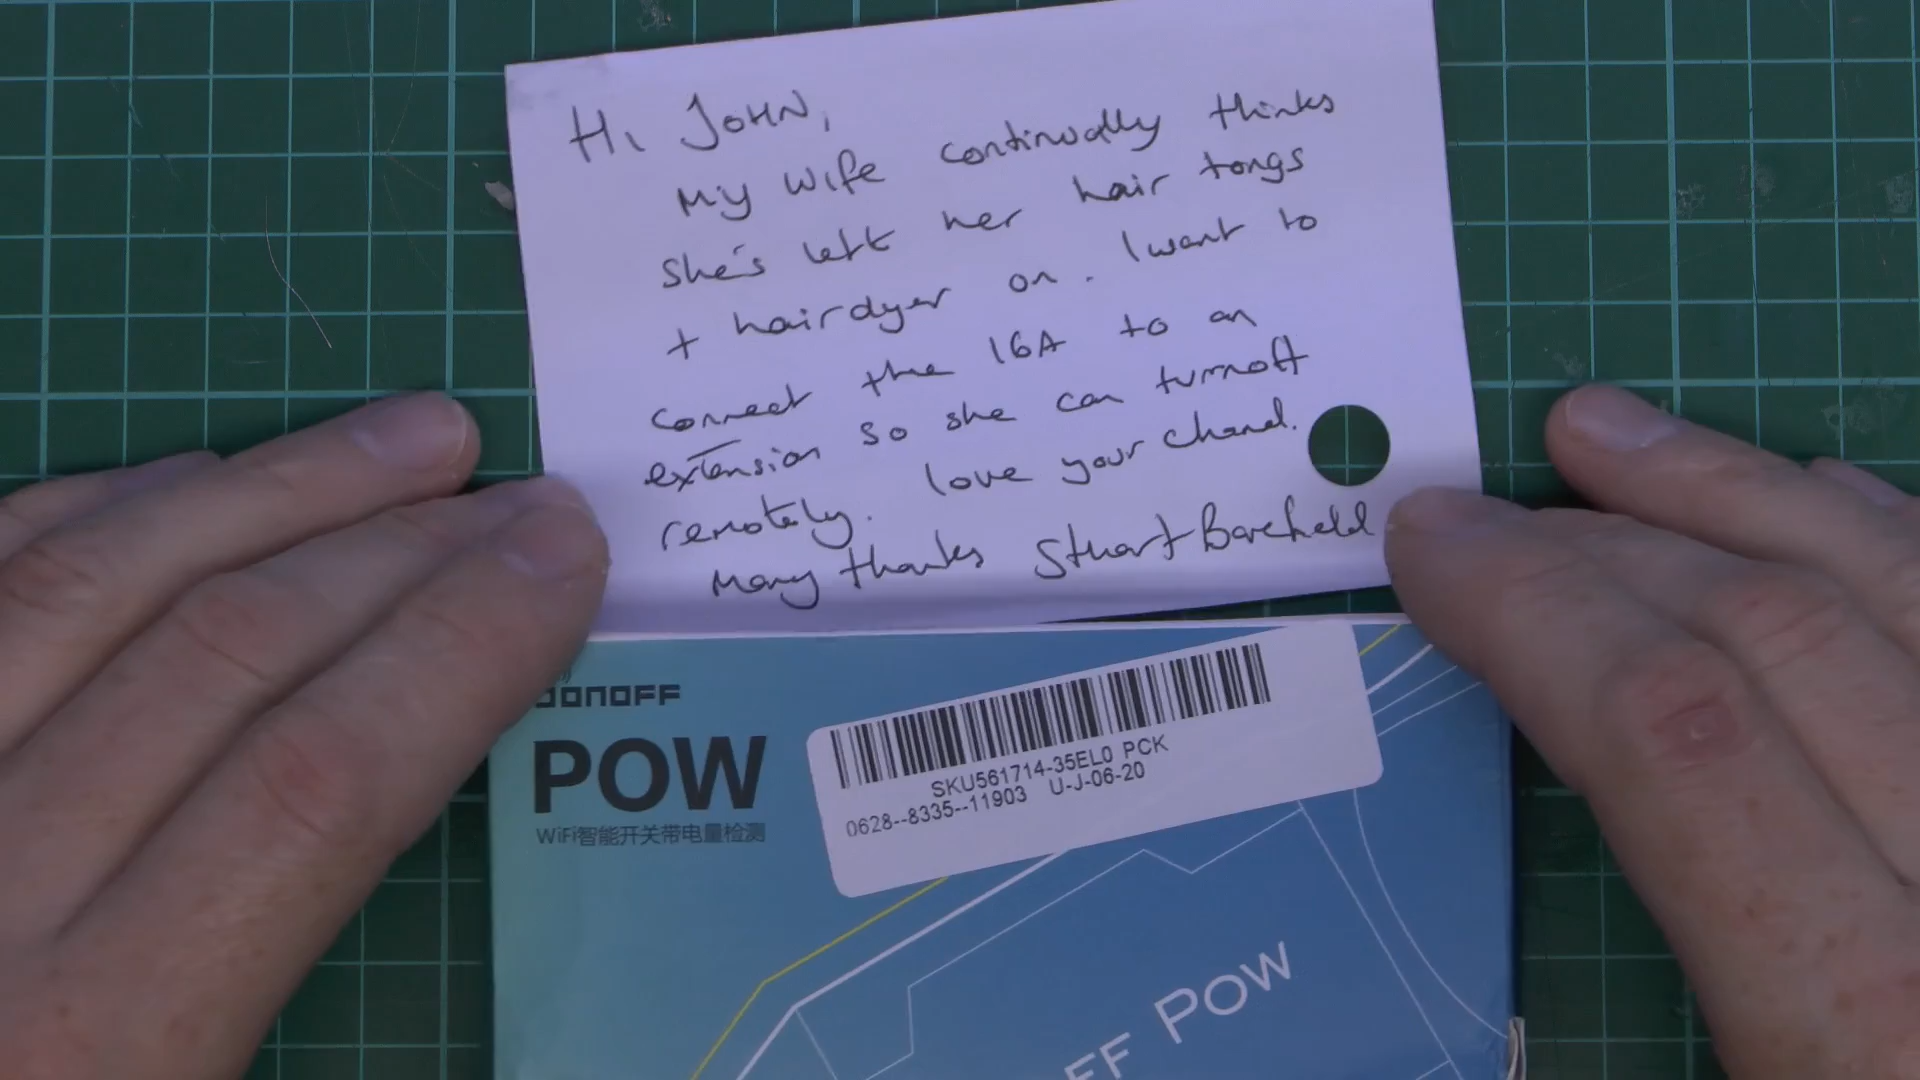 Hi JOHN,
My wife continually thinks
she's left her hair tongs
+ hairdyer on. I want to
connect the 16A to an
extension so she can turnoff
remotely. love your chanel.
Many thanks Stuart
SONOFF
POW
WiFi智能开关带电量检测
SKU561714-35EL0 PCK
0628--8335--11903 U-J-06-20
FF POW